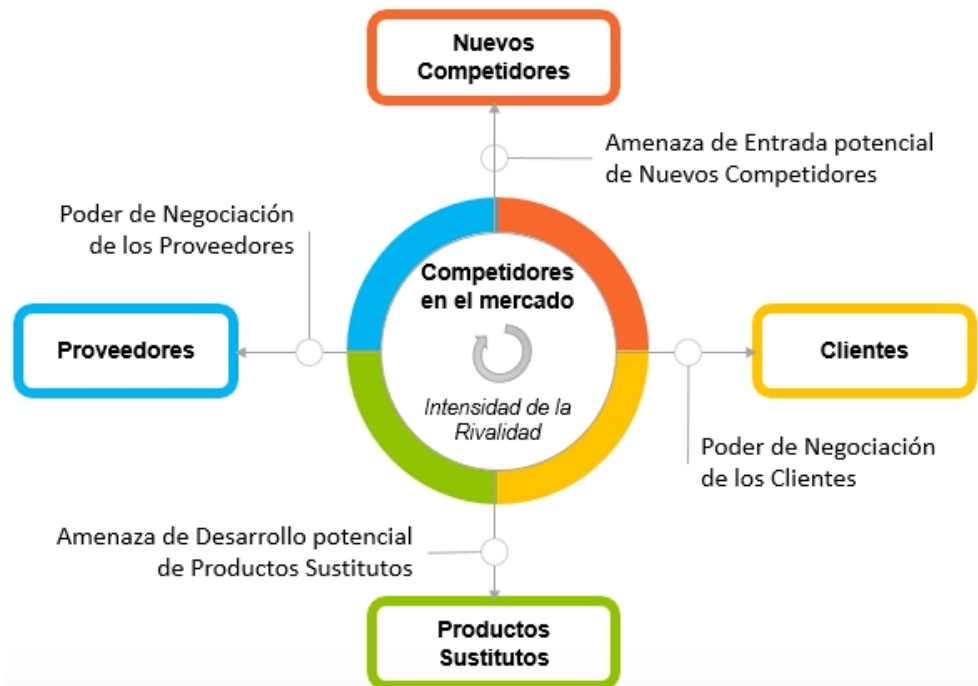 Nuevos
Competidores
Amenaza de Entrada potencial
de Nuevos Competidores
Poder de Negociación
de los Proveedores
Competidores
en el mercado
Intensidad de la
Rivalidad
Proveedores
Clientes
Poder de Negociación
de los Clientes
Amenaza de Desarrollo potencial
de Productos Sustitutos
Productos
Sustitutos